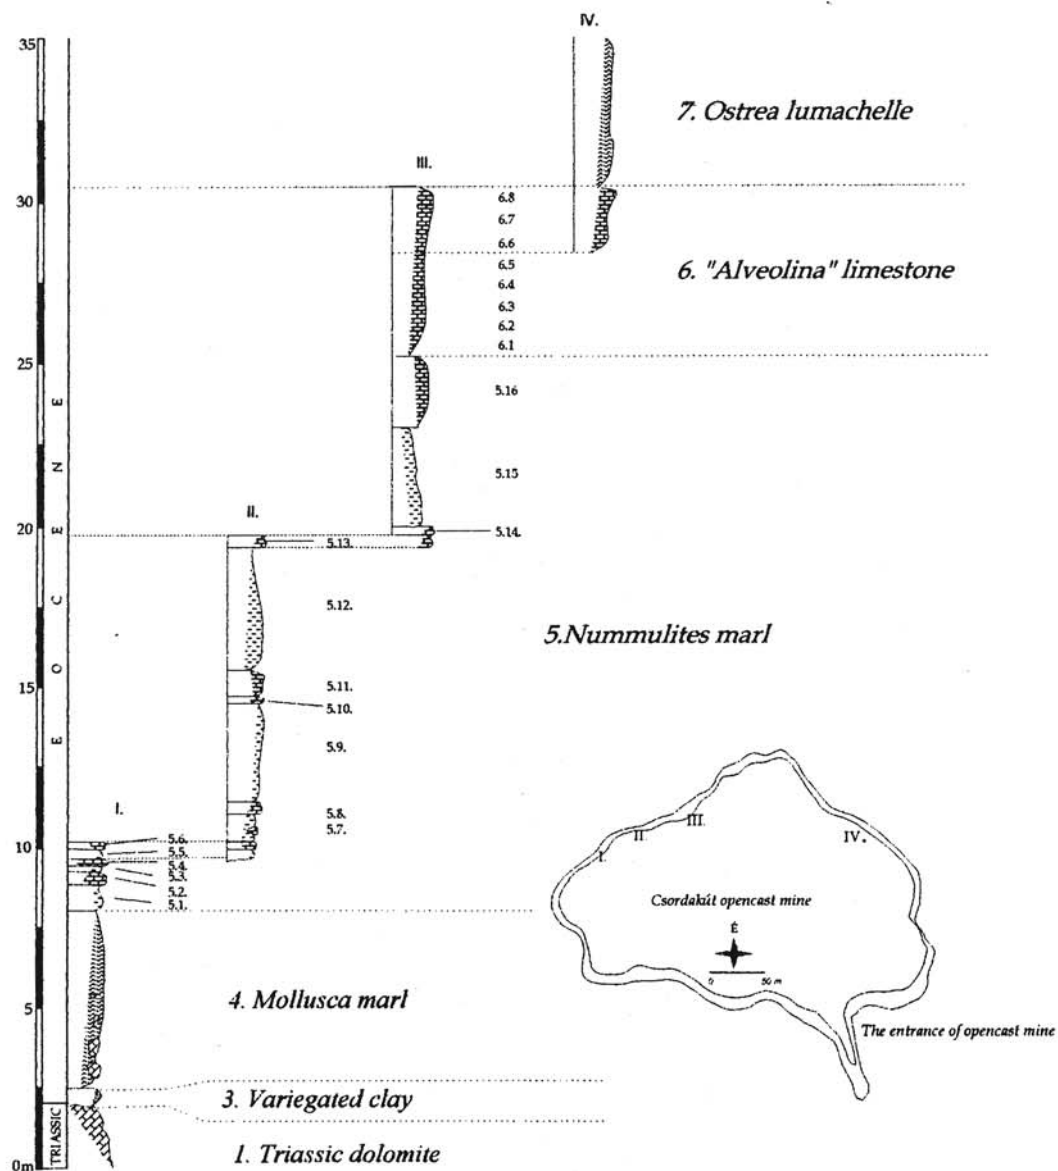 IV.
35
7. Ostrea lumachelle
III.
30
6.8
6.7
6.6
6.5
6. "Alveolina" limestone
6.4
6.3
6.2
6.1
25
5.16
5.15
II.
20
5.14.
5.13.
5.12.
5.Nummulites marl
15
5.11.
5.10.
5.9.
I.
5.8.
5.7.
5.6.
10
5.5.
5.4.
5.3.
5.2.
5.1.
EOCENE
III.
II.
IV.
I.
Csordakút opencast mine
É
0 50 m
The entrance of opencast mine
5
4. Mollusca marl
3. Variegated clay
TRIASSIC
1. Triassic dolomite
0m